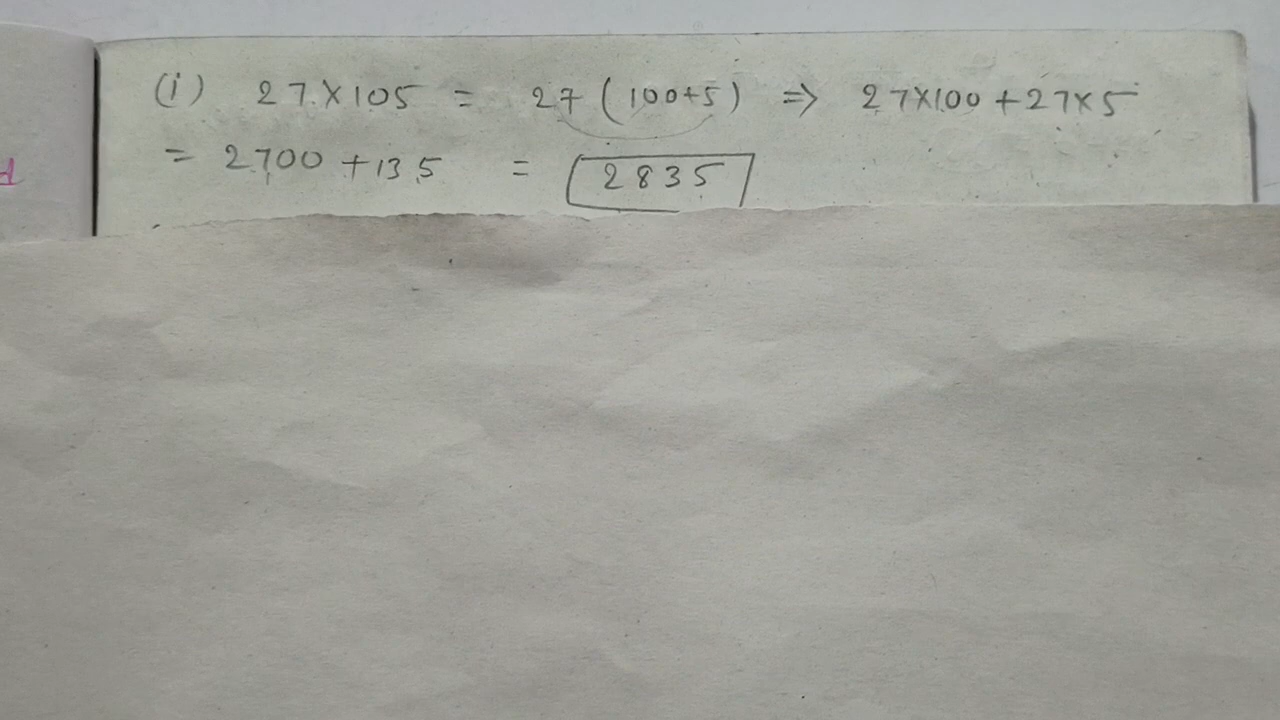 (i) 27×105 = 27(100+5) ⇒ 27×100+27×5
= 2700+135 = 2835